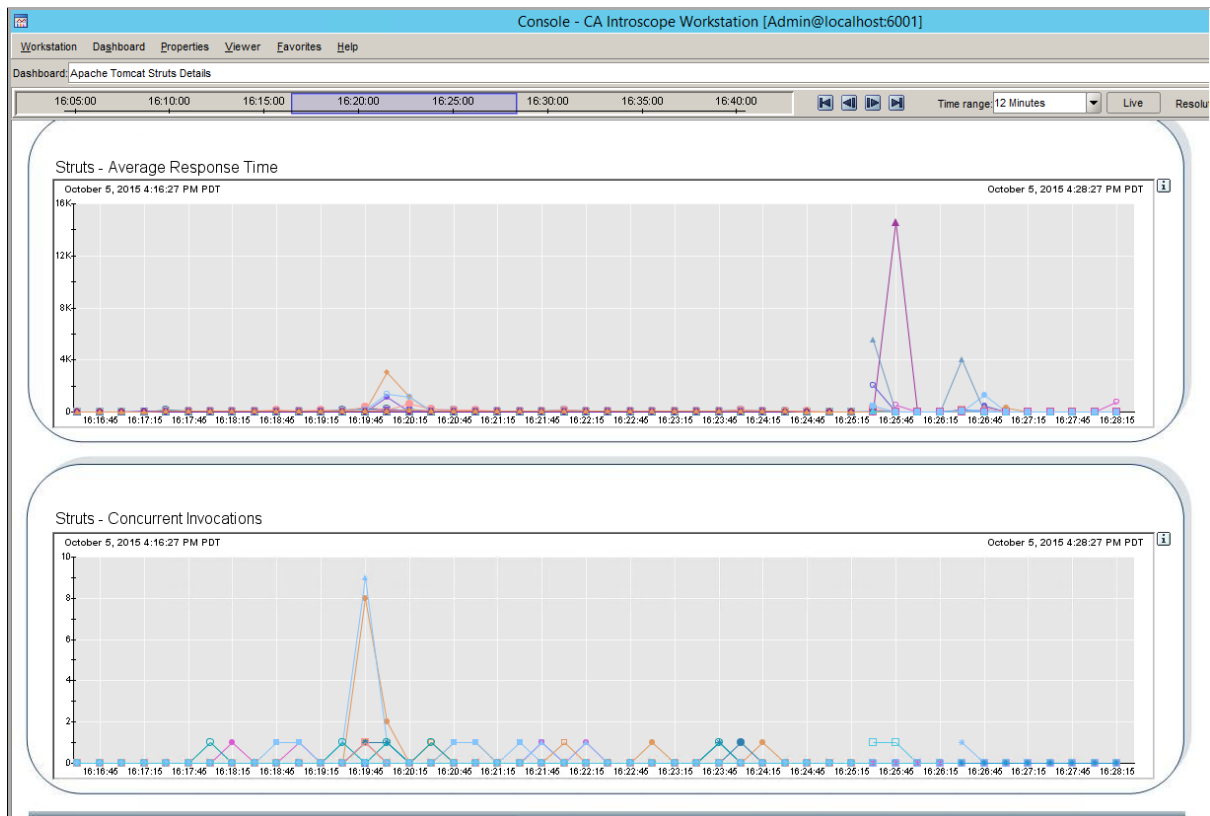 Console - CA Introscope Workstation [Admin@localhost:6001]
Workstation Dashboard Properties Viewer Favorites Help
Dashboard: Apache Tomcat Struts Details
16:05:00 16:10:00 16:15:00 16:20:00 16:25:00 16:30:00 16:35:00 16:40:00 Time range: 12 Minutes Live Resolu
Struts - Average Response Time
October 5, 2015 4:16:27 PM PDT October 5, 2015 4:28:27 PM PDT
16K
12K
8K
4K
0
16:16:45 16:17:15 16:17:45 16:18:15 16:18:45 16:19:15 16:19:45 16:20:15 16:20:45 16:21:15 16:21:45 16:22:15 16:22:45 16:23:15 16:23:45 16:24:15 16:24:45 16:25:15 16:25:45 16:26:15 16:26:45 16:27:15 16:27:45 16:28:15
Struts - Concurrent Invocations
October 5, 2015 4:16:27 PM PDT October 5, 2015 4:28:27 PM PDT
10
8
6
4
2
0
16:16:45 16:17:15 16:17:45 16:18:15 16:18:45 16:19:15 16:19:45 16:20:15 16:20:45 16:21:15 16:21:45 16:22:15 16:22:45 16:23:15 16:23:45 16:24:15 16:24:45 16:25:15 16:25:45 16:26:15 16:26:45 16:27:15 16:27:45 16:28:15